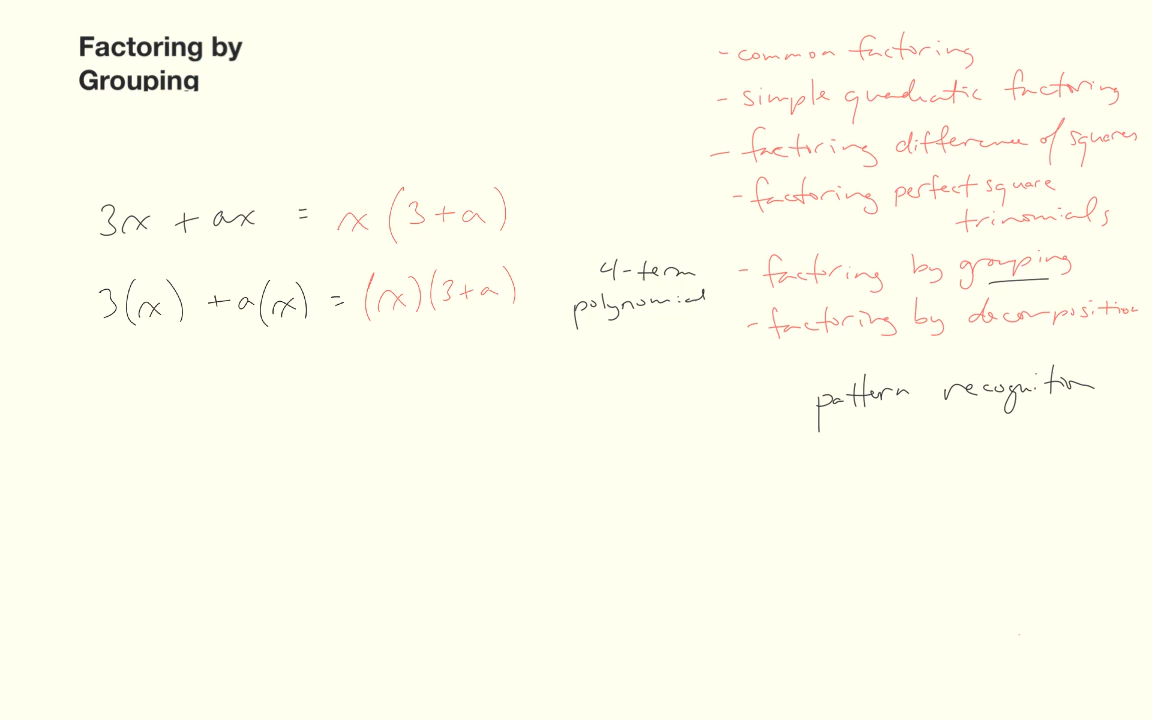 Factoring by
Grouping
- common factoring
- simple quadratic factoring
- factoring difference of squares
- factoring perfect square
trinomials
3x + ax = x (3+a)
4-term
polynomial
- factoring by grouping
3(x) + a(x) = (x)(3+a)
- factoring by decomposition
pattern recognition